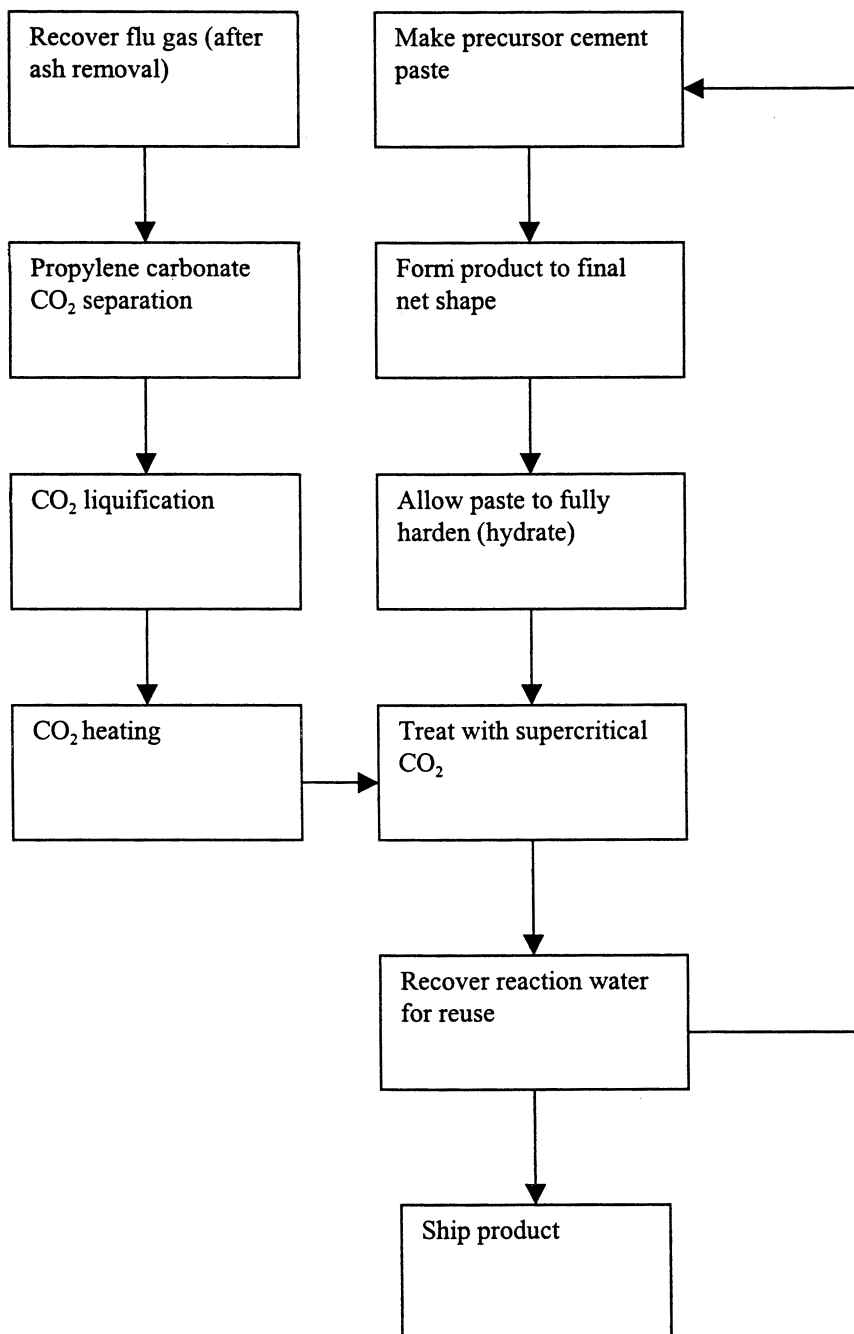 Recover flu gas (after
ash removal)
Propylene carbonate
CO₂ separation
CO₂ liquification
CO₂ heating
Make precursor cement
paste
Form product to final
net shape
Allow paste to fully
harden (hydrate)
Treat with supercritical
CO₂
Recover reaction water
for reuse
Ship product